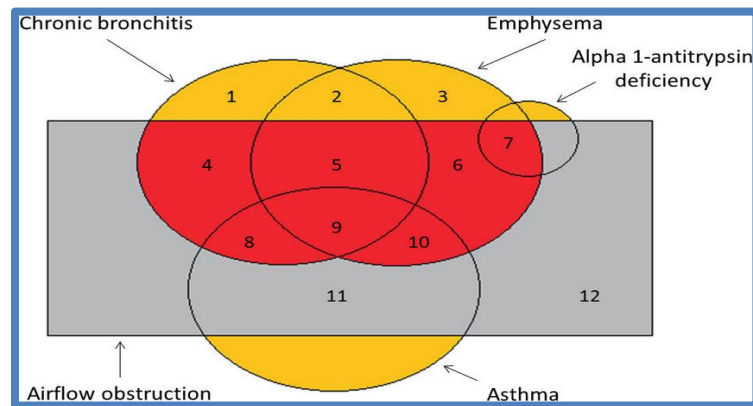 Chronic bronchitis
Emphysema
Alpha 1-antitrypsin
deficiency
1
2
3
7
4
5
6
9
8
10
11
12
Airflow obstruction
Asthma